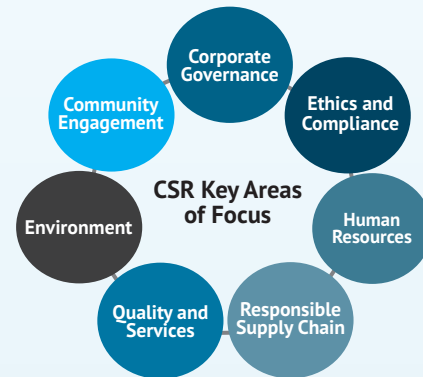 Corporate
Governance
Ethics and
Compliance
Human
Resources
Responsible
Supply Chain
Quality and
Services
Environment
Community
Engagement
CSR Key Areas
of Focus